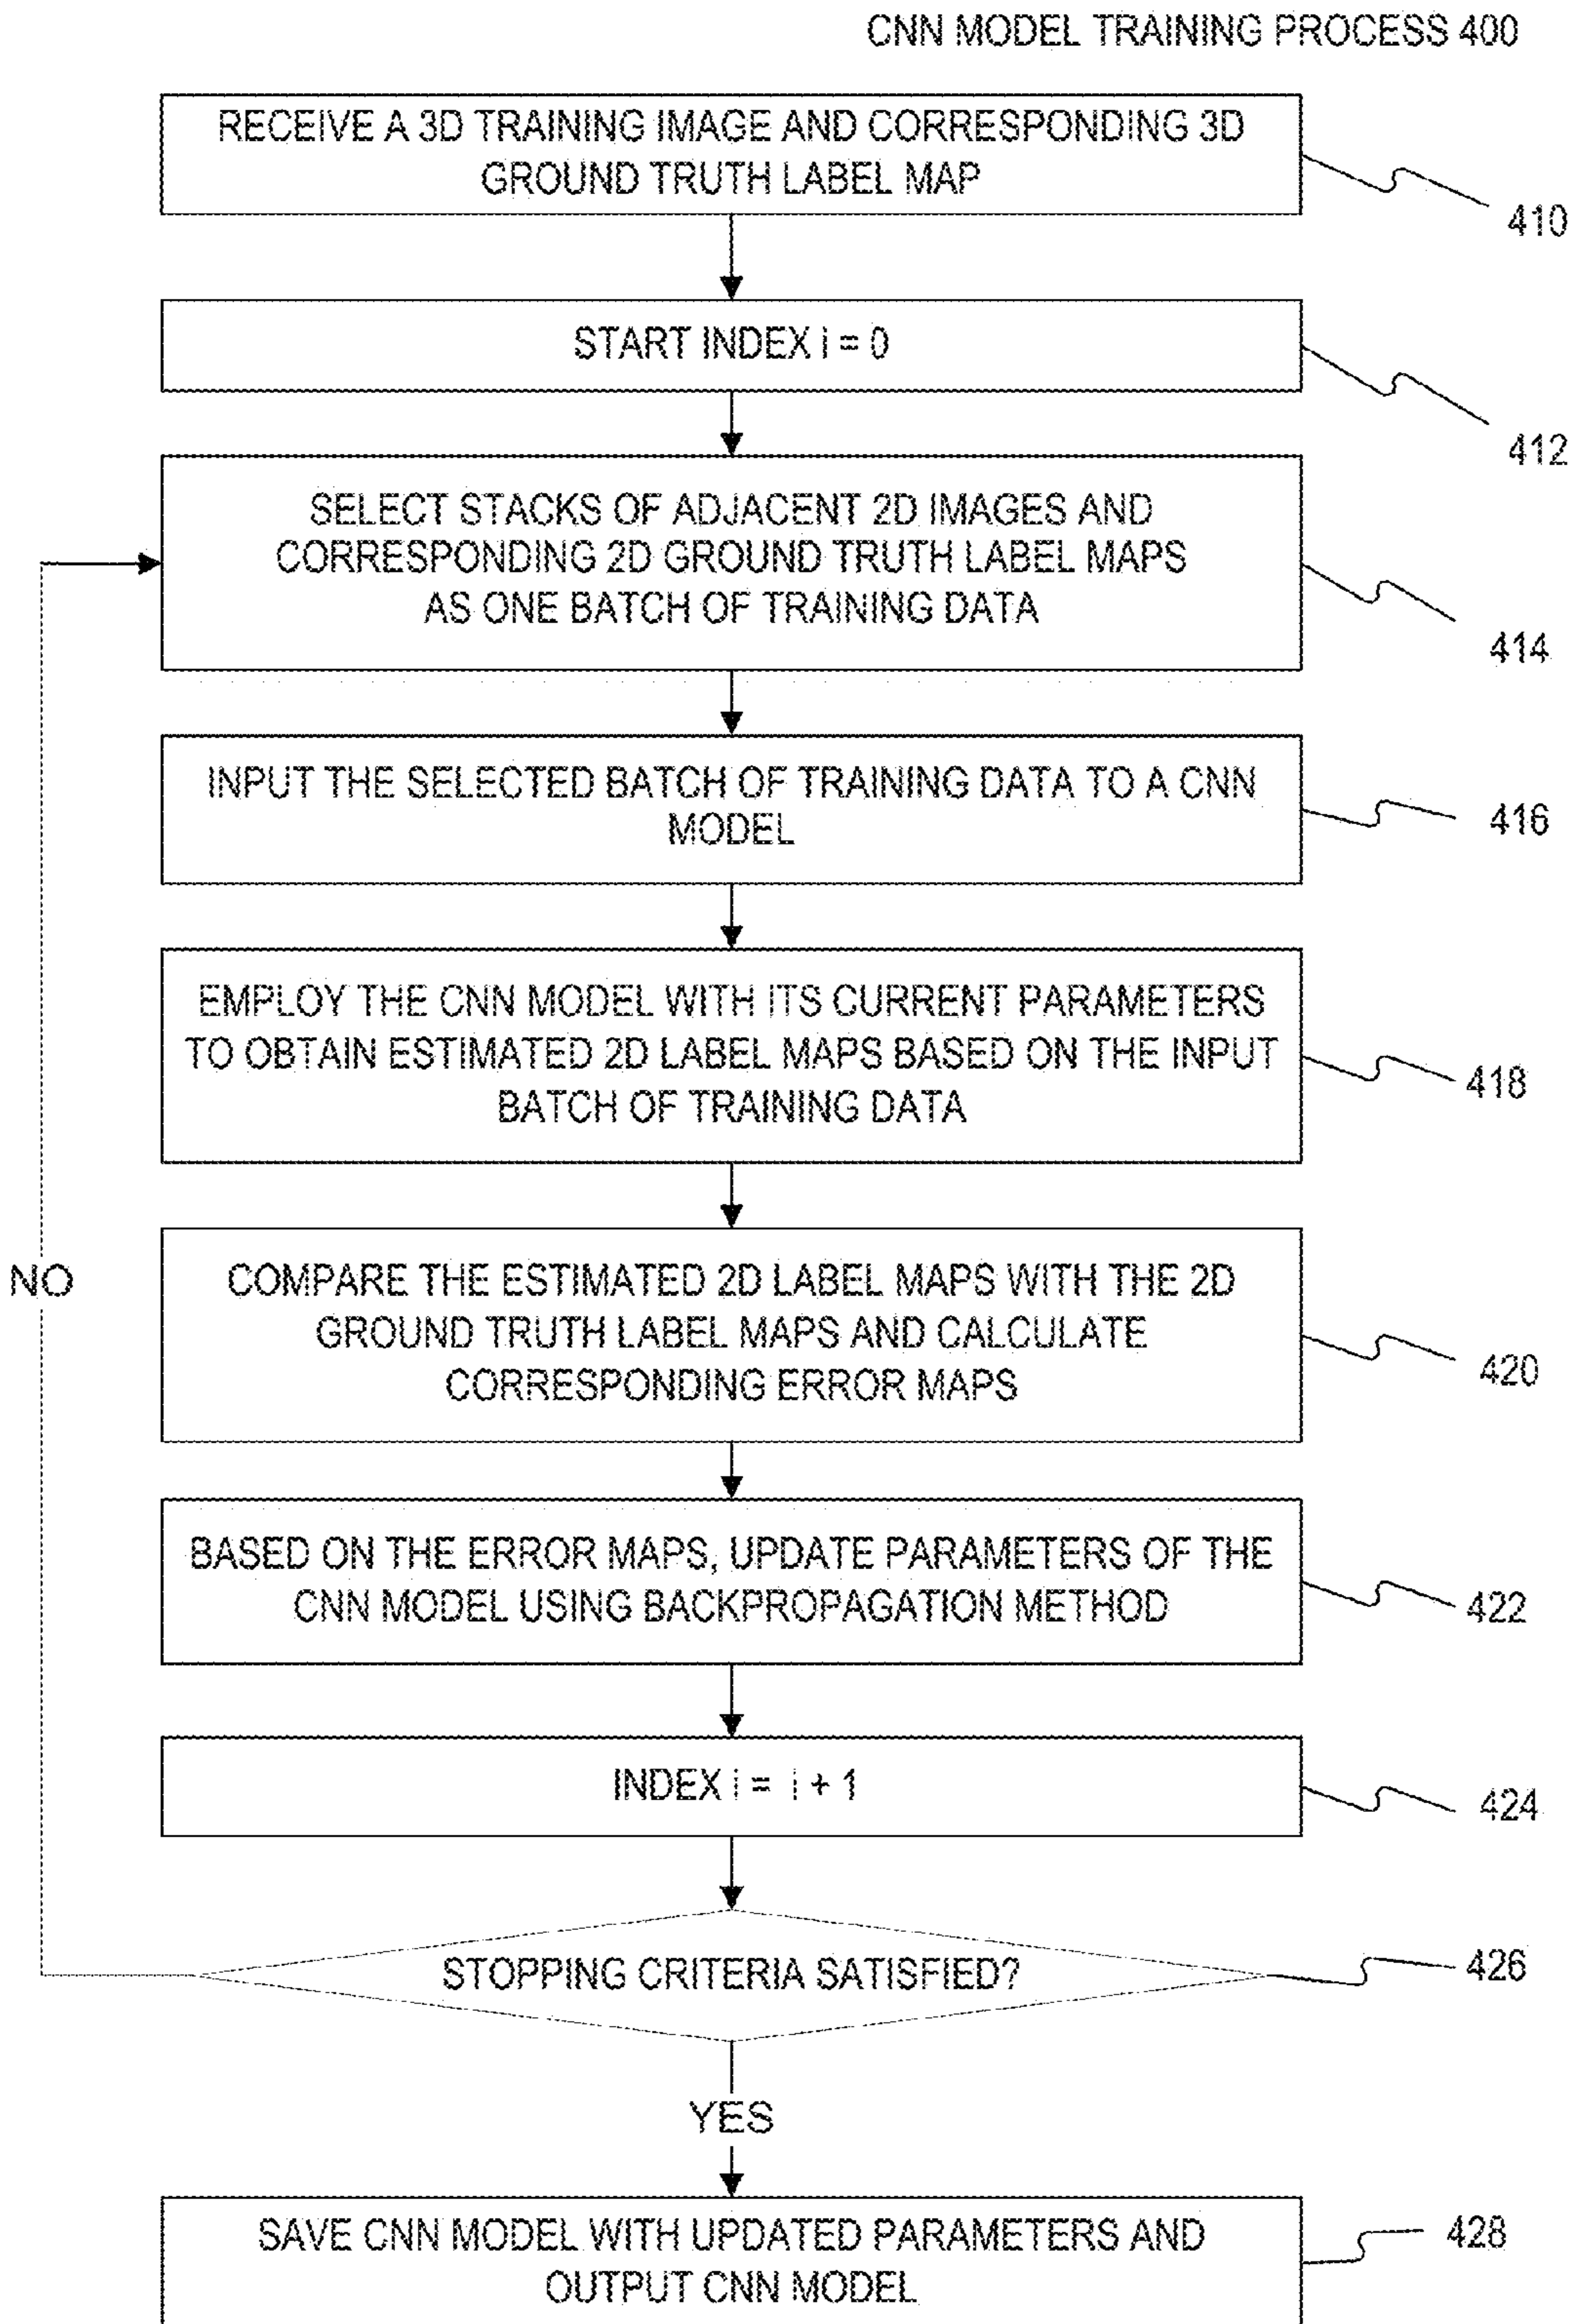 CNN MODEL TRAINING PROCESS 400
RECEIVE A 3D TRAINING IMAGE AND CORRESPONDING 3D
GROUND TRUTH LABEL MAP
410
START INDEX i = 0
412
SELECT STACKS OF ADJACENT 2D IMAGES AND
CORRESPONDING 2D GROUND TRUTH LABEL MAPS
AS ONE BATCH OF TRAINING DATA
414
INPUT THE SELECTED BATCH OF TRAINING DATA TO A CNN
MODEL
416
EMPLOY THE CNN MODEL WITH ITS CURRENT PARAMETERS
TO OBTAIN ESTIMATED 2D LABEL MAPS BASED ON THE INPUT
BATCH OF TRAINING DATA
418
NO
COMPARE THE ESTIMATED 2D LABEL MAPS WITH THE 2D
GROUND TRUTH LABEL MAPS AND CALCULATE
CORRESPONDING ERROR MAPS
420
BASED ON THE ERROR MAPS, UPDATE PARAMETERS OF THE
CNN MODEL USING BACKPROPAGATION METHOD
422
INDEX i = i + 1
424
STOPPING CRITERIA SATISFIED?
426
YES
SAVE CNN MODEL WITH UPDATED PARAMETERS AND
OUTPUT CNN MODEL
428